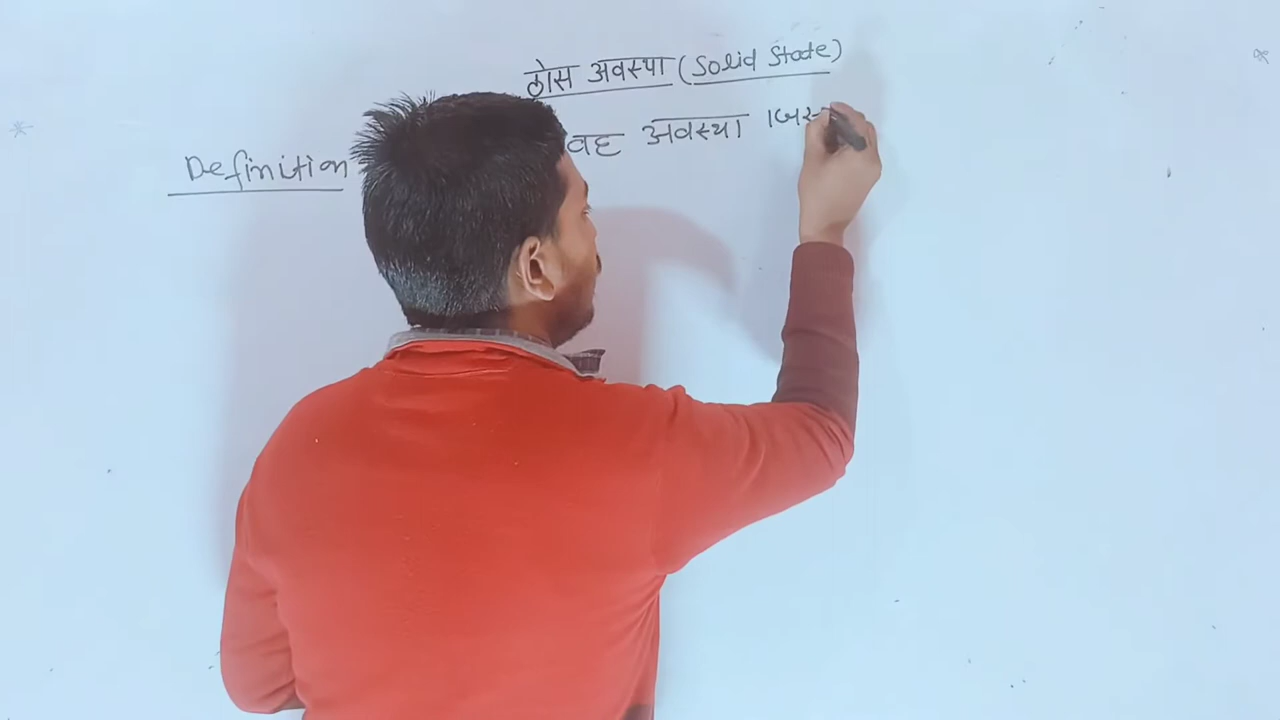 ठोस अवस्था (Solid State)
Definition वह अवस्था जिस